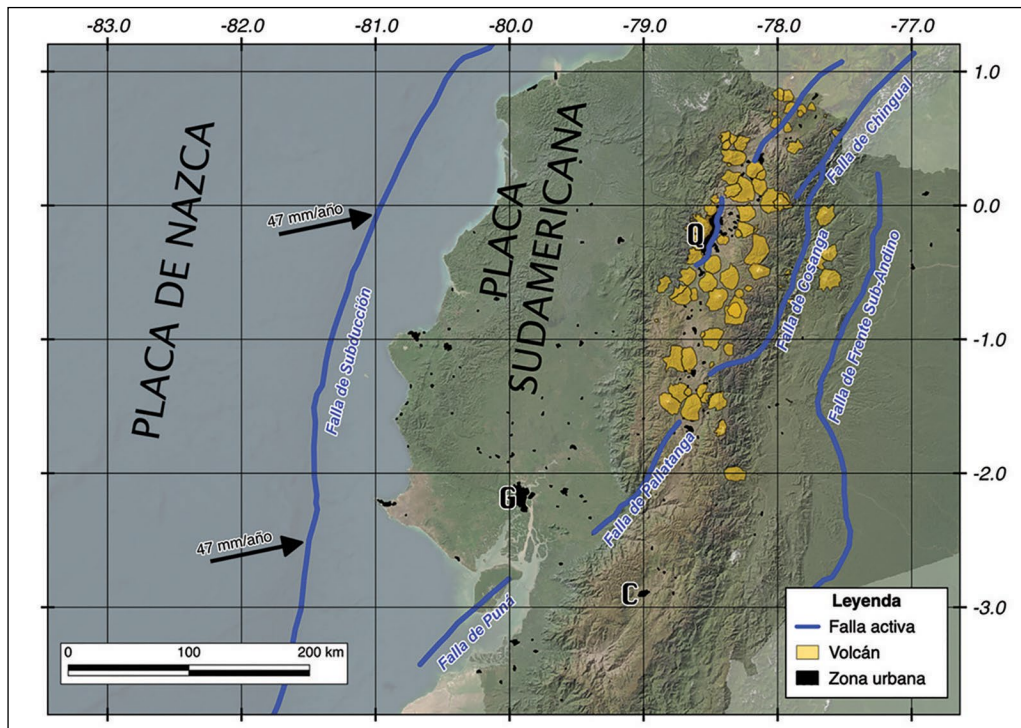 -83.0
-82.0
-81.0
-80.0
-79.0
-78.0
-77.0
1.0
0.0
-1.0
-2.0
-3.0
PLACA DE NAZCA
PLACA
SUDAMERICANA
47 mm/año
47 mm/año
Falla de Subducción
Falla de Chingual
Falla de Cosanga
Falla de Frente Sub-Andino
Falla de Pallatanga
Falla de Puná
Q
G
C
0 100 200 km
Leyenda
Falla activa
Volcán
Zona urbana